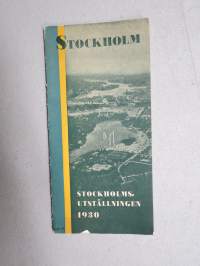 STOCKHOLM
STOCKHOLMS-
UTSTÄLLNINGEN
1930